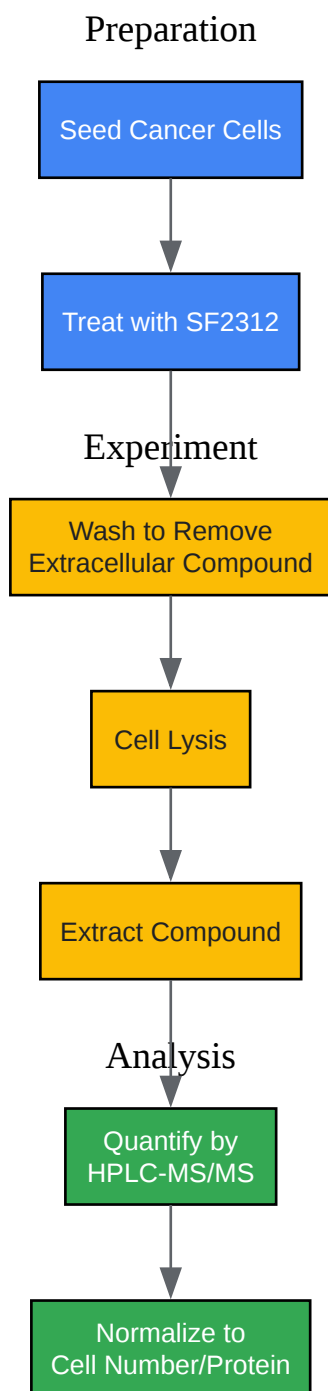 Preparation
Seed Cancer Cells
Treat with SF2312
Experiment
Wash to Remove
Extracellular Compound
Cell Lysis
Extract Compound
Analysis
Quantify by
HPLC-MS/MS
Normalize to
Cell Number/Protein